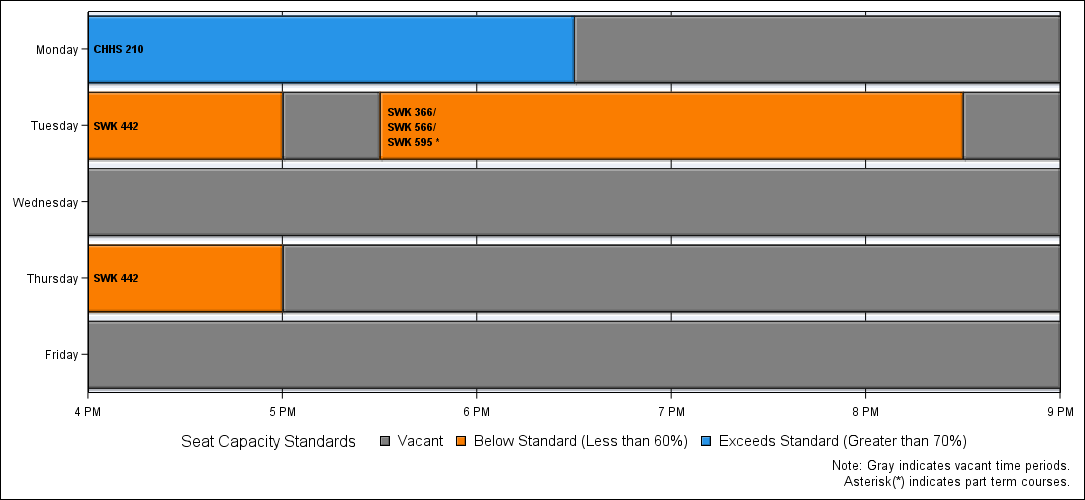 Monday
CHHS 210
Tuesday
SWK 442
SWK 366/
SWK 566/
SWK 595 *
Wednesday
Thursday
SWK 442
Friday
4 PM 5 PM 6 PM 7 PM 8 PM 9 PM
Seat Capacity Standards Vacant Below Standard (Less than 60%) Exceeds Standard (Greater than 70%)
Note: Gray indicates vacant time periods.
Asterisk(*) indicates part term courses.